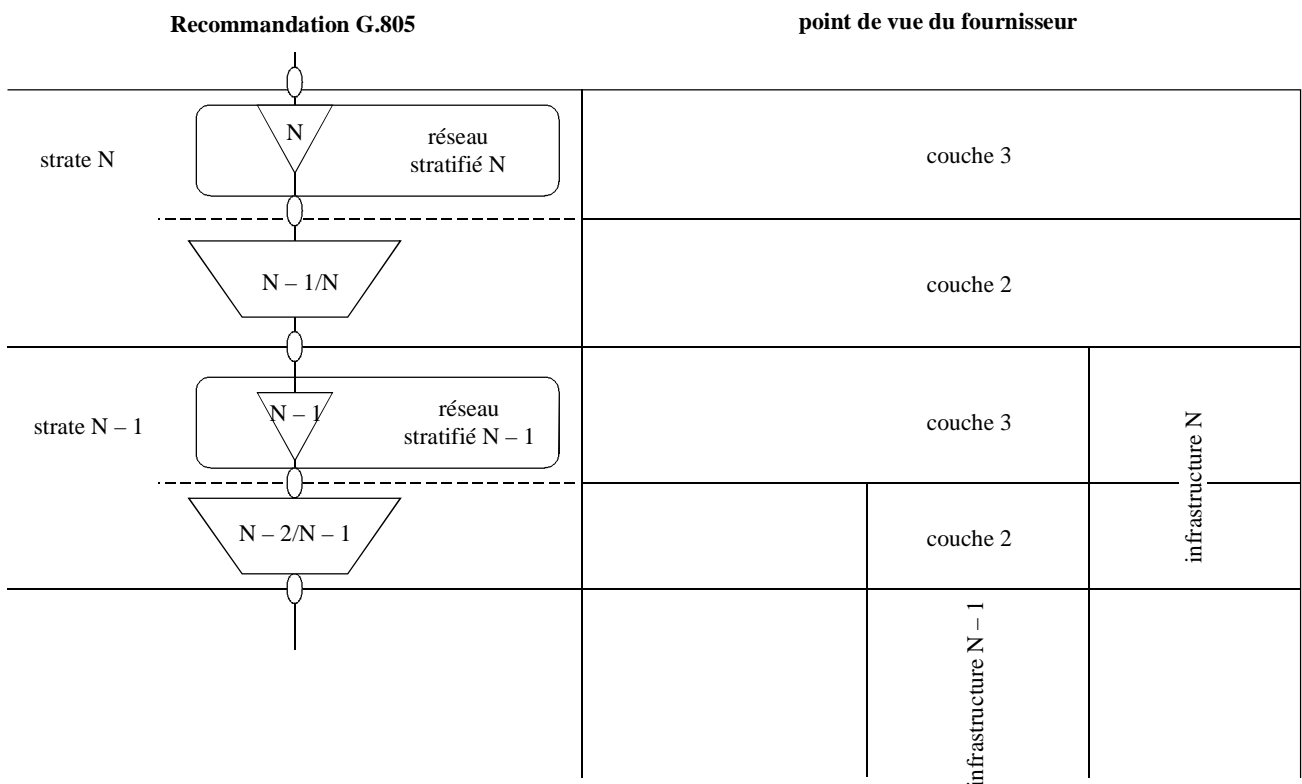 Recommandation G.805
point de vue du fournisseur
strate N
N
réseau
stratifié N
couche 3
N – 1/N
couche 2
strate N – 1
N – 1
réseau
stratifié N – 1
couche 3
infrastructure N
N – 2/N – 1
couche 2
infrastructure N – 1